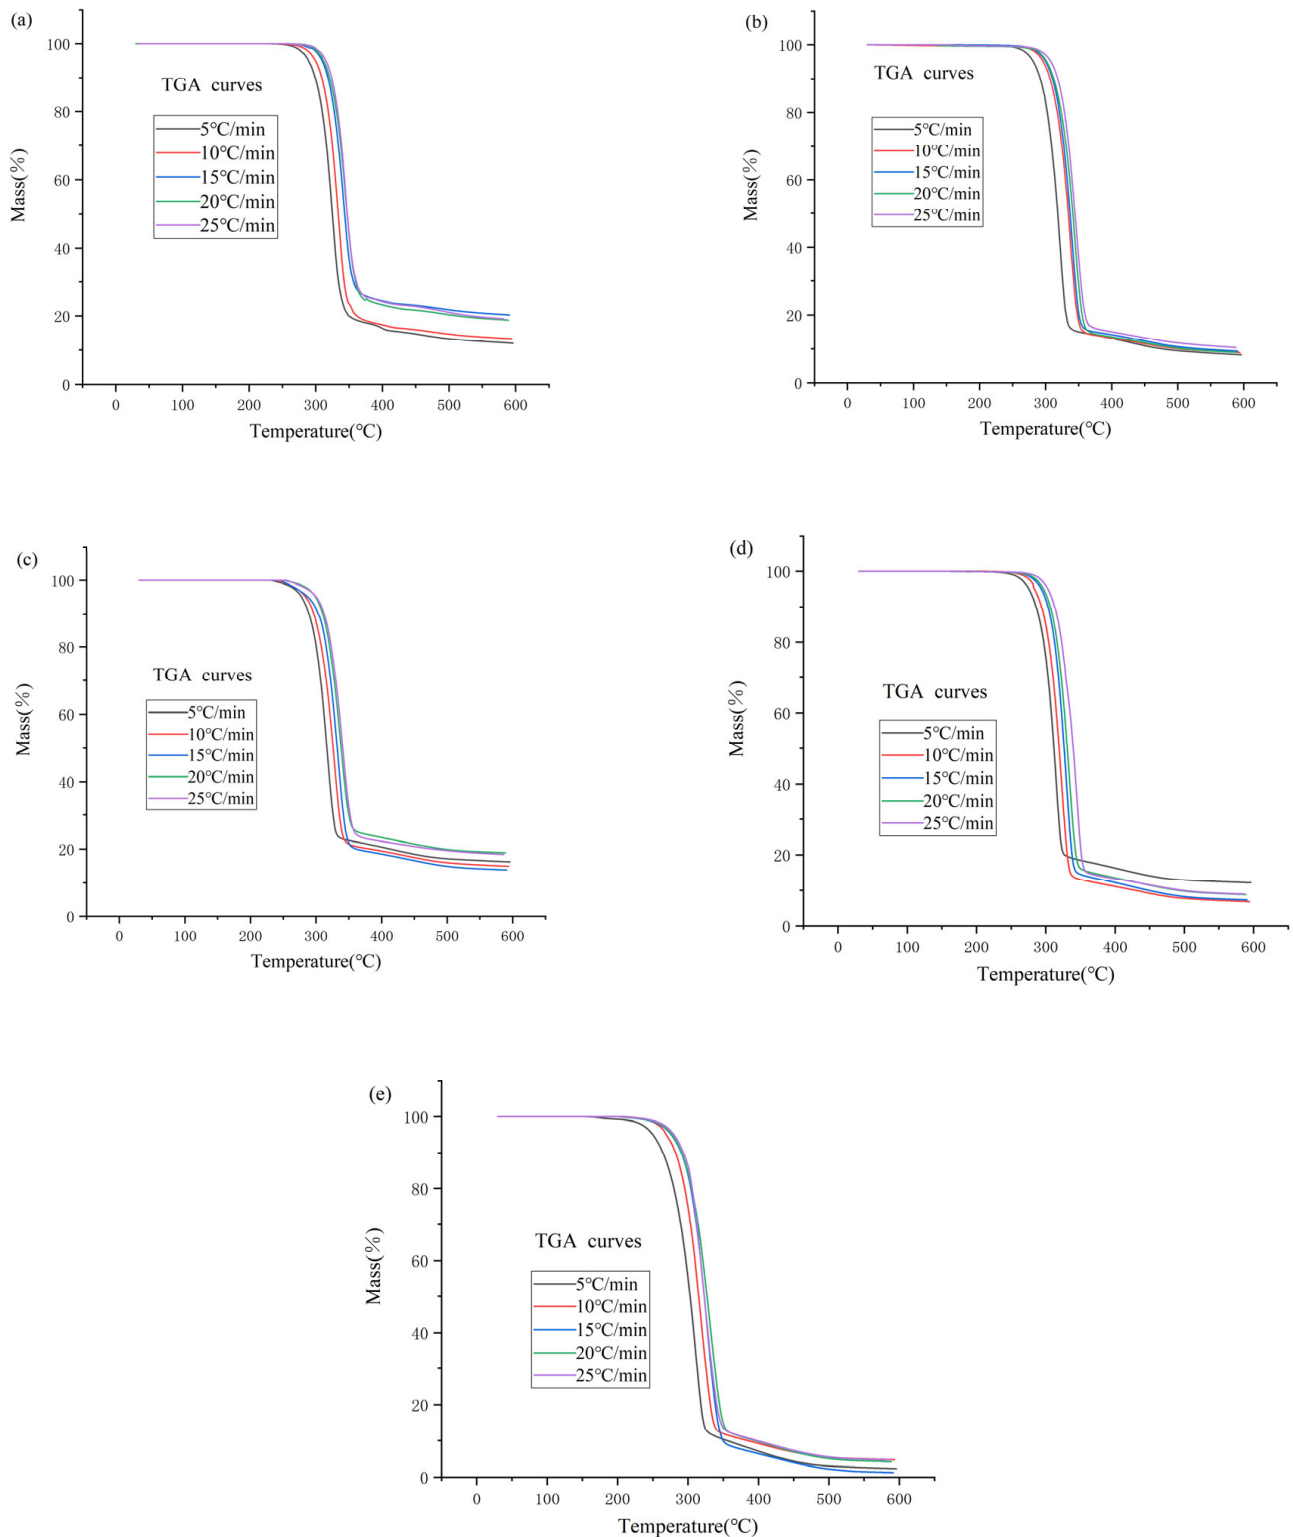 (a)
100
80
60
40
20
0
Mass(%)
TGA curves
5℃/min
10℃/min
15℃/min
20℃/min
25℃/min
0 100 200 300 400 500 600
Temperature(℃)
(b)
100
80
60
40
20
0
Mass(%)
TGA curves
5℃/min
10℃/min
15℃/min
20℃/min
25℃/min
0 100 200 300 400 500 600
Temperature(℃)
(c)
100
80
60
40
20
0
Mass(%)
TGA curves
5℃/min
10℃/min
15℃/min
20℃/min
25℃/min
0 100 200 300 400 500 600
Temperature(℃)
(d)
100
80
60
40
20
0
Mass(%)
TGA curves
5℃/min
10℃/min
15℃/min
20℃/min
25℃/min
0 100 200 300 400 500 600
Temperature(℃)
(e)
100
80
60
40
20
0
Mass(%)
TGA curves
5℃/min
10℃/min
15℃/min
20℃/min
25℃/min
0 100 200 300 400 500 600
Temperature(℃)